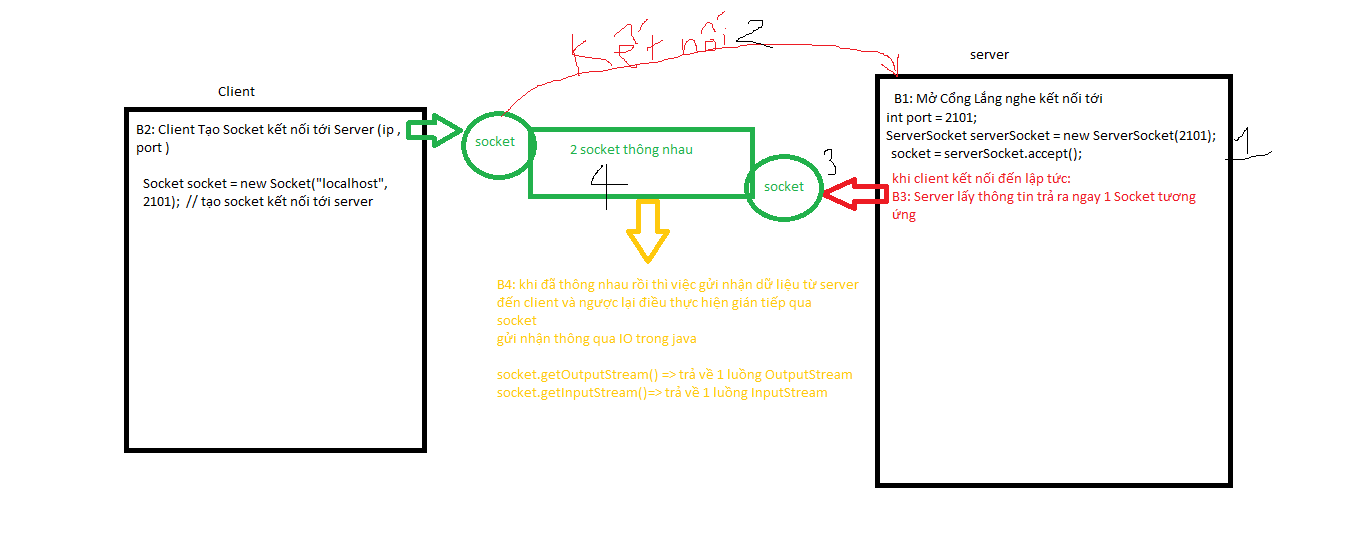 Kết nối 2
server
Client
B1: Mở Cổng Lắng nghe kết nối tới
int port = 2101;
ServerSocket serverSocket = new ServerSocket(2101);
socket = serverSocket.accept();
1
khi client kết nối đến lập tức:
B3: Server lấy thông tin trả ra ngay 1 Socket tương
ứng
B2: Client Tạo Socket kết nối tới Server (ip ,
port )
Socket socket = new Socket("localhost",
2101); // tạo socket kết nối tới server
socket
2 socket thông nhau
4
socket
3
B4: khi đã thông nhau rồi thì việc gửi nhận dữ liệu từ server
đến client và ngược lại điều thực hiện gián tiếp qua
socket
gửi nhận thông qua IO trong java
socket.getOutputStream() => trả về 1 luồng OutputStream
socket.getInputStream()=> trả về 1 luồng InputStream